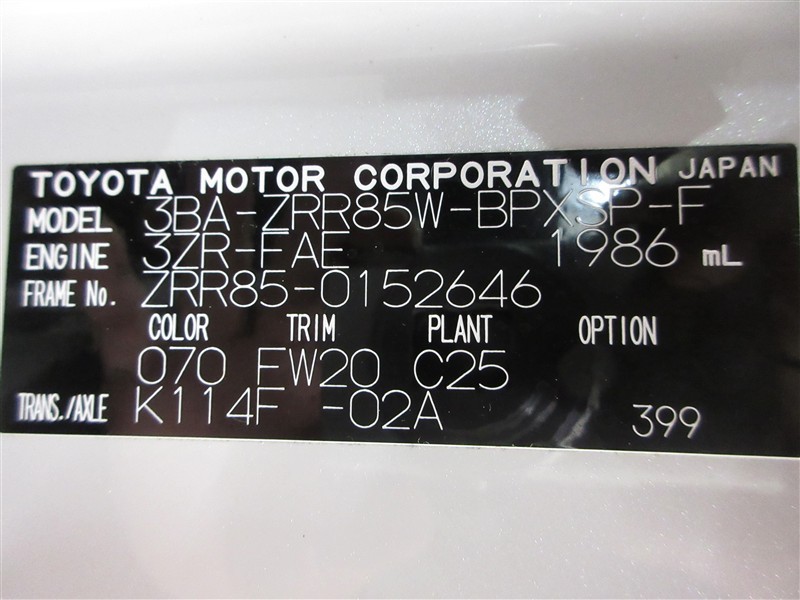 TOYOTA MOTOR CORPORATION JAPAN
MODEL 3BA-ZRR85W-BPXSP-F
ENGINE 3ZR-FAE 1986 mL
FRAME No. ZRR85-0152646
COLOR TRIM PLANT OPTION
070 FW20 C25
TRANS./AXLE K114F -02A 399